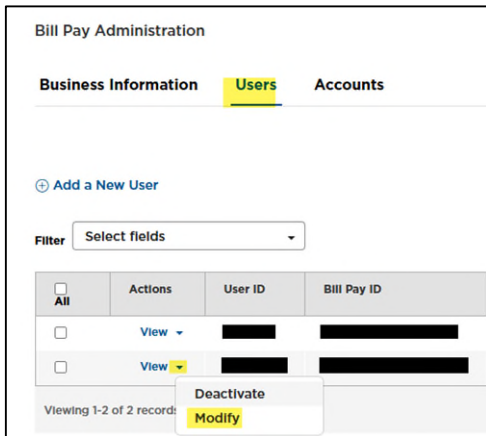 Bill Pay Administration
Business Information Users Accounts
Add a New User
Filter Select fields
All Actions User ID Bill Pay ID
View
View
Deactivate
Viewing 1-2 of 2 records
Modify